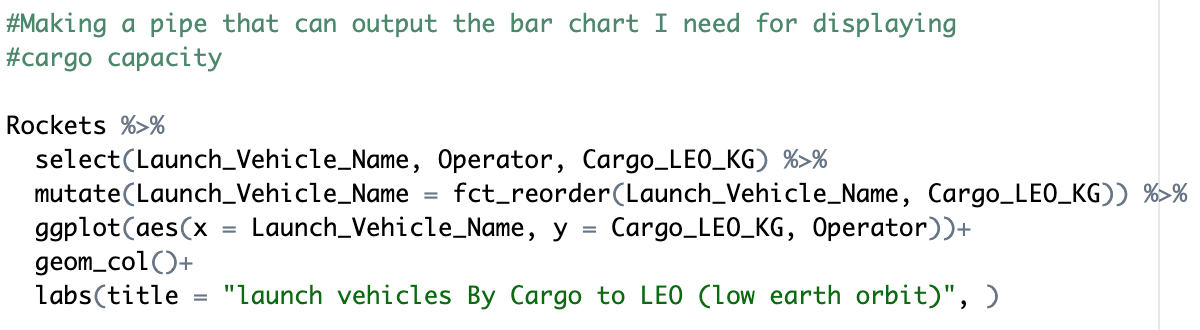 #Making a pipe that can output the bar chart I need for displaying
#cargo capacity
Rockets %>%
select(Launch_Vehicle_Name, Operator, Cargo_LEO_KG) %>%
mutate(Launch_Vehicle_Name = fct_reorder(Launch_Vehicle_Name, Cargo_LEO_KG)) %>%
ggplot(aes(x = Launch_Vehicle_Name, y = Cargo_LEO_KG, Operator))+
geom_col()+
labs(title = "launch vehicles By Cargo to LEO (low earth orbit)", )